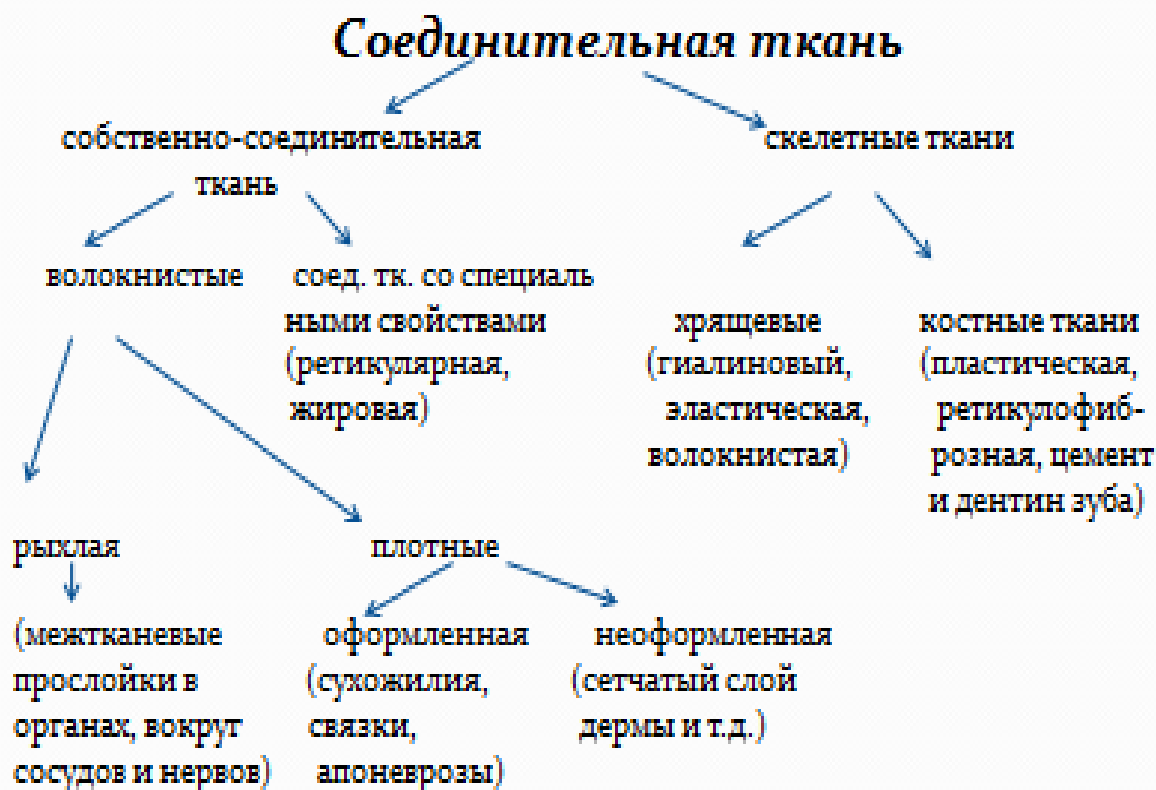 Соединительная ткань
собственно-соединительная
ткань
скелетные ткани
волокнистые
соед. тк. со специаль
ными свойствами
(ретикулярная,
жировая)
хрящевые
(гиалиновый,
эластическая,
волокнистая)
костные ткани
(пластическая,
ретикулофиб-
розная, цемент
и дентин зуба)
рыхлая
(межтканевые
прослойки в
органах, вокруг
сосудов и нервов)
плотные
оформленная
(сухожилия,
связки,
апоневрозы)
неоформленная
(сетчатый слой
дермы и т.д.)